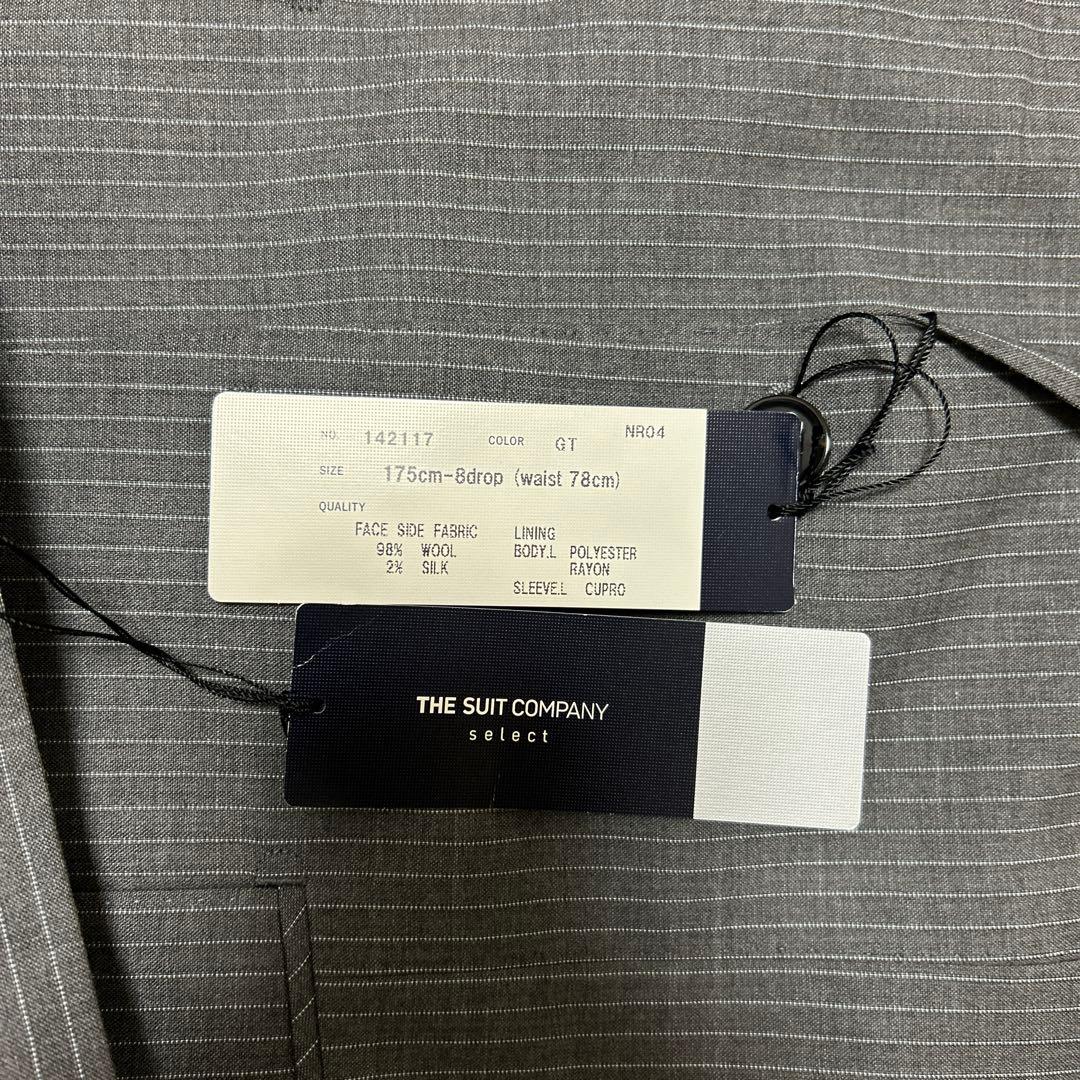 NO. 142117 COLOR GT NR04
SIZE 175cm-8drop (waist 78cm)
QUALITY
FACE SIDE FABRIC LINING
98% WOOL BODY.L POLYESTER
2% SILK RAYON
SLEEVE.L CUPRO
THE SUIT COMPANY
select